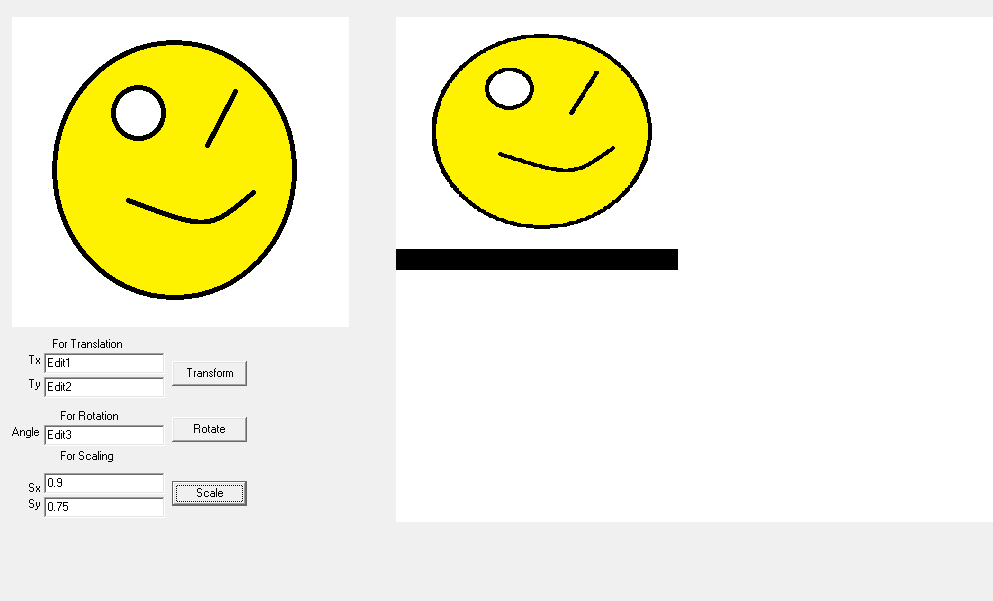 For Translation
Tx Edit1
Ty Edit2
Transform
For Rotation
Angle Edit3
Rotate
For Scaling
Sx 0.9
Sy 0.75
Scale